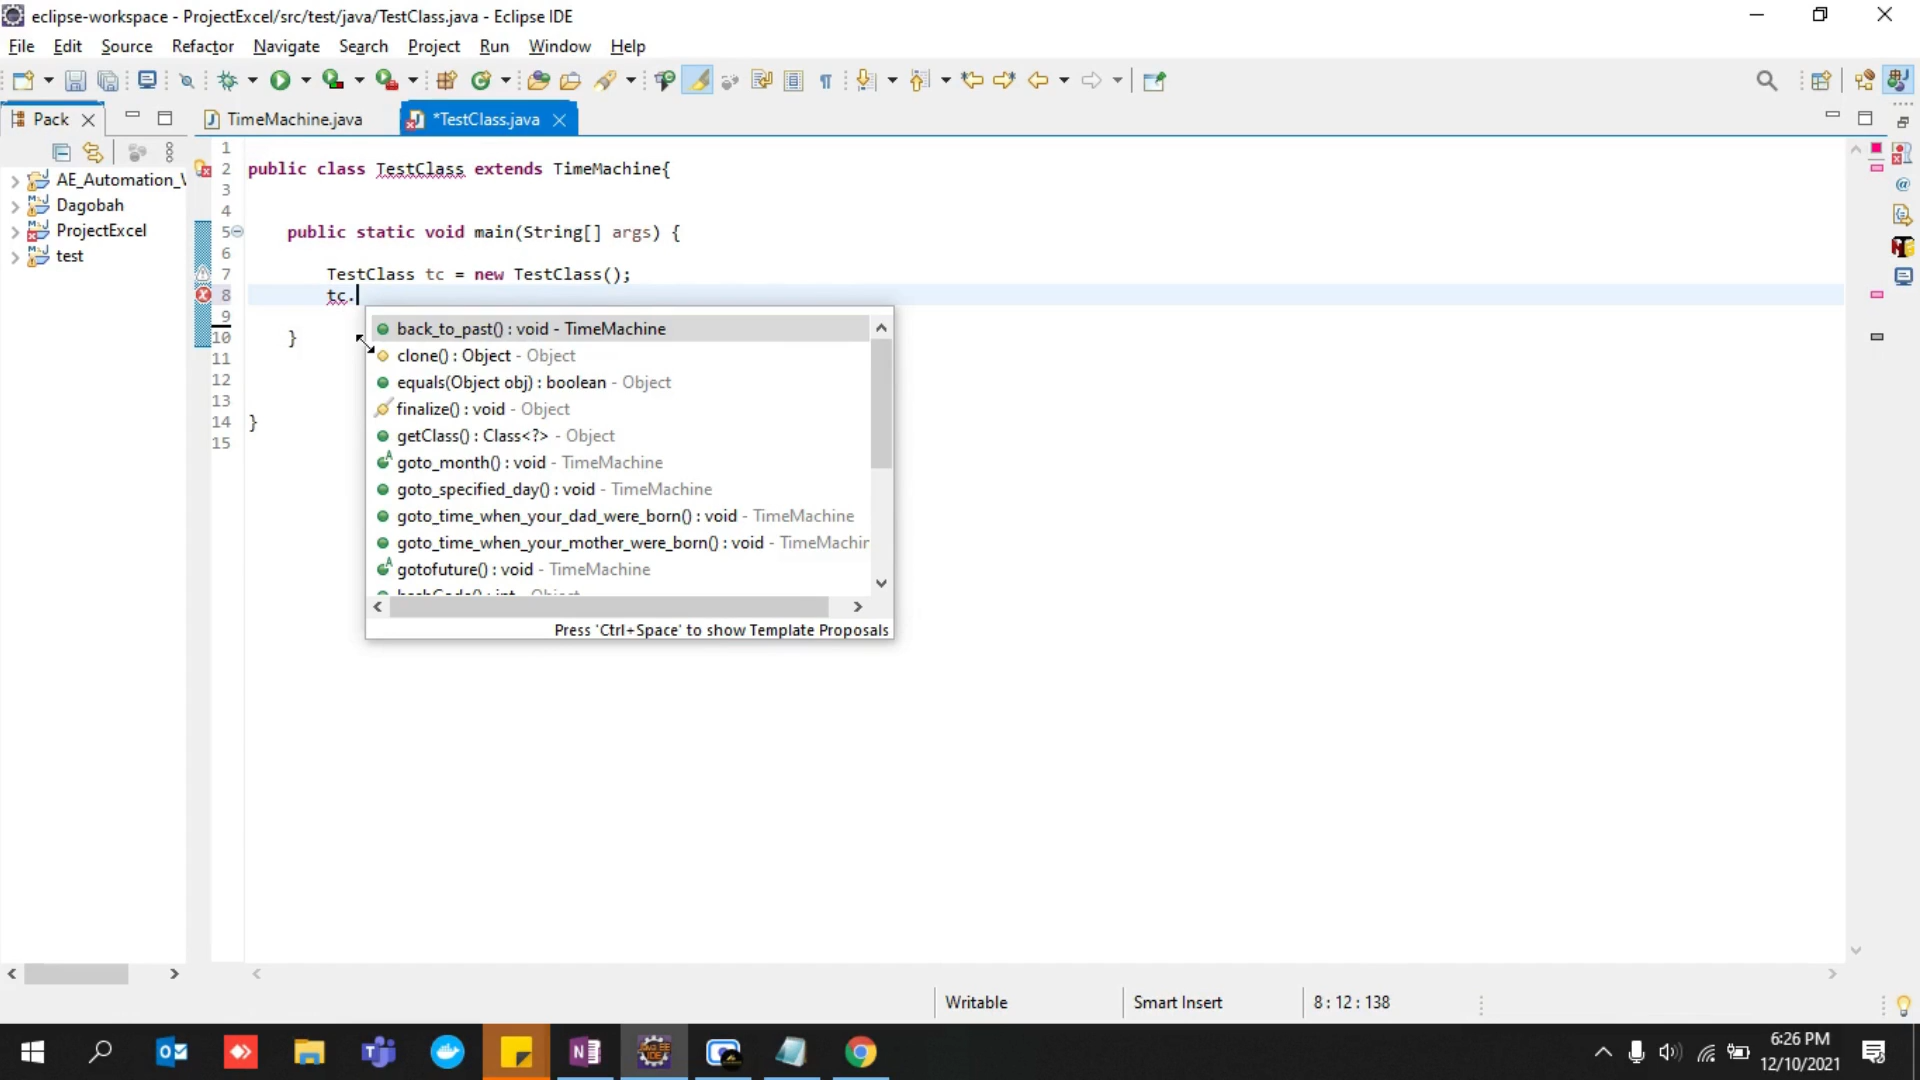 eclipse-workspace - ProjectExcel/src/test/java/TestClass.java - Eclipse IDE
File Edit Source Refactor Navigate Search Project Run Window Help
Pack
TimeMachine.java
*TestClass.java
AE_Automation_
Dagobah
ProjectExcel
test
1
2 public class TestClass extends TimeMachine{
3
4
5 public static void main(String[] args) {
6
7 TestClass tc = new TestClass();
8 tc.
9
10 }
11
12
13
14 }
15
back_to_past() : void - TimeMachine
clone() : Object - Object
equals(Object obj) : boolean - Object
finalize() : void - Object
getClass() : Class<?> - Object
goto_month() : void - TimeMachine
goto_specified_day() : void - TimeMachine
goto_time_when_your_dad_were_born() : void - TimeMachine
goto_time_when_your_mother_were_born() : void - TimeMachin
gotofuture() : void - TimeMachine
hashCode() : int - Object
Press 'Ctrl+Space' to show Template Proposals
Writable
Smart Insert
8 : 12 : 138
6:26 PM
12/10/2021